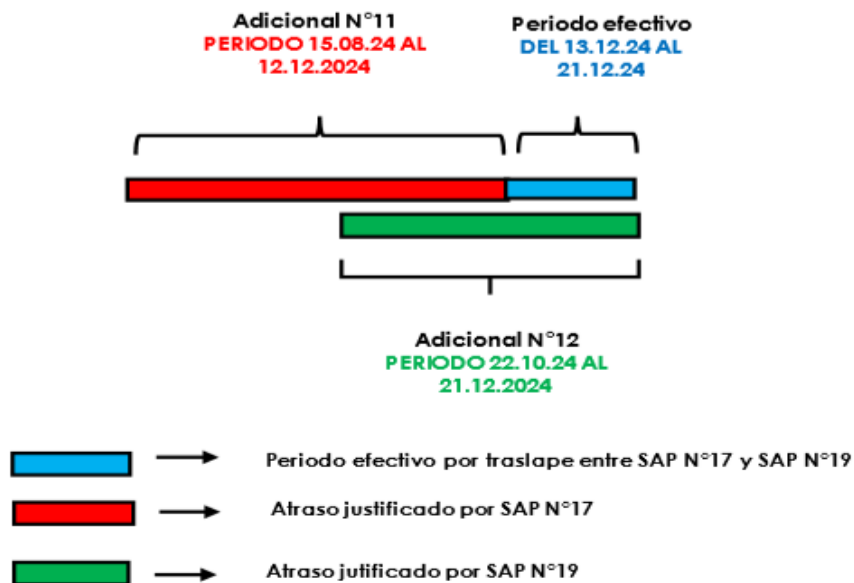 Adicional N°11
PERIODO 15.08.24 AL
12.12.2024
Periodo efectivo
DEL 13.12.24 AL
21.12.24
Adicional N°12
PERIODO 22.10.24 AL
21.12.2024
Periodo efectivo por traslape entre SAP N°17 y SAP N°19
Atraso justificado por SAP N°17
Atraso jutificado por SAP N°19